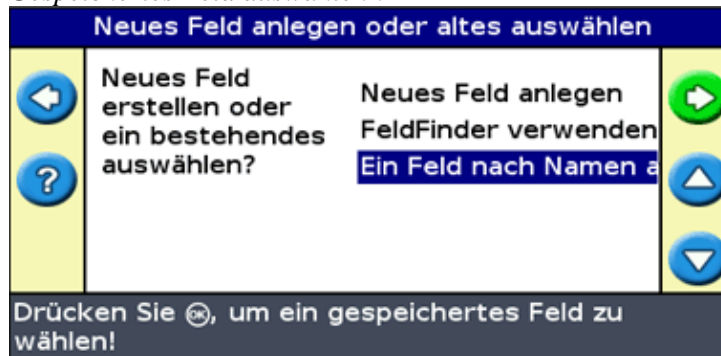 Neues Feld anlegen oder altes auswählen
Neues Feld
erstellen oder
ein bestehendes
auswählen?
Neues Feld anlegen
FeldFinder verwenden
Ein Feld nach Namen a
?
Drücken Sie OK, um ein gespeichertes Feld zu
wählen!